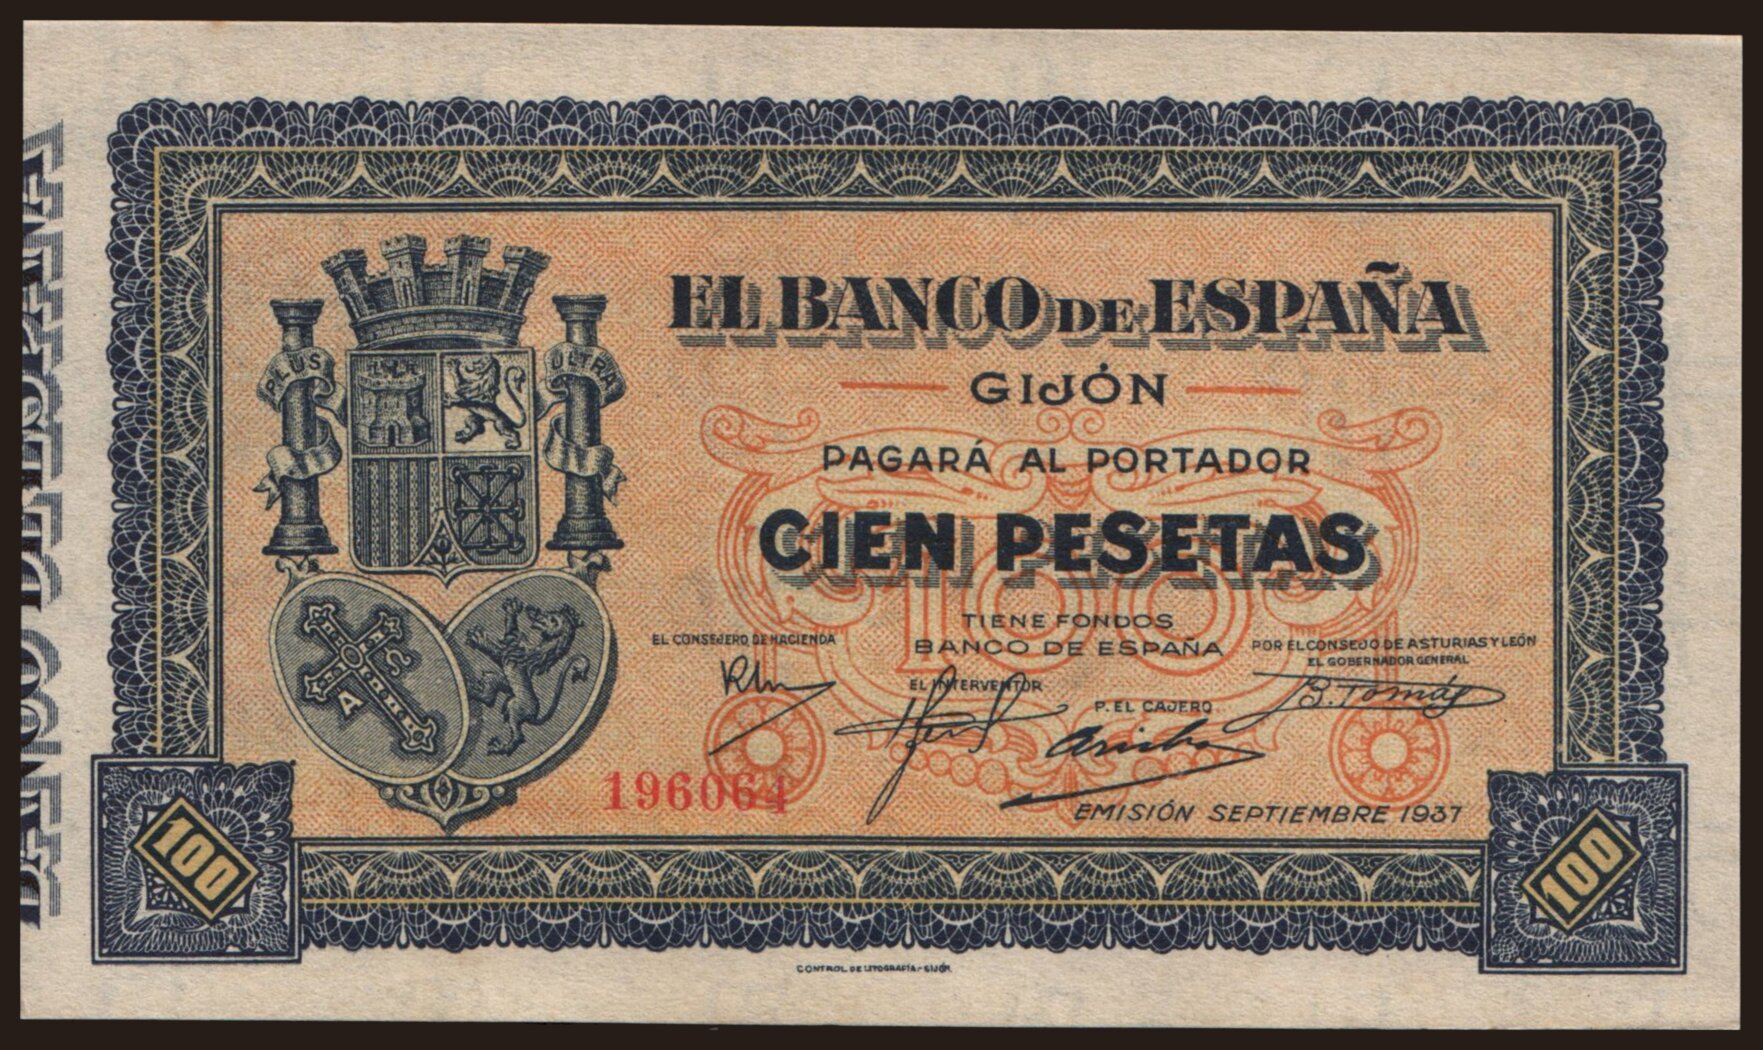 BANCO DE ESPAÑA
EL BANCO DE ESPAÑA
GIJÓN
PLUS ULTRA
PAGARÁ AL PORTADOR
CIEN PESETAS
100
TIENE FONDOS
BANCO DE ESPAÑA
EL CONSEJERO DE HACIENDA
POR EL CONSEJO DE ASTURIAS Y LEÓN
EL GOBERNADOR GENERAL
EL INTERVENTOR
P. EL CAJERO
B. Tomás
A
196064
EMISIÓN SEPTIEMBRE 1937
100
100
CONTROL DE LITOGRAFÍA.-GIJÓN.